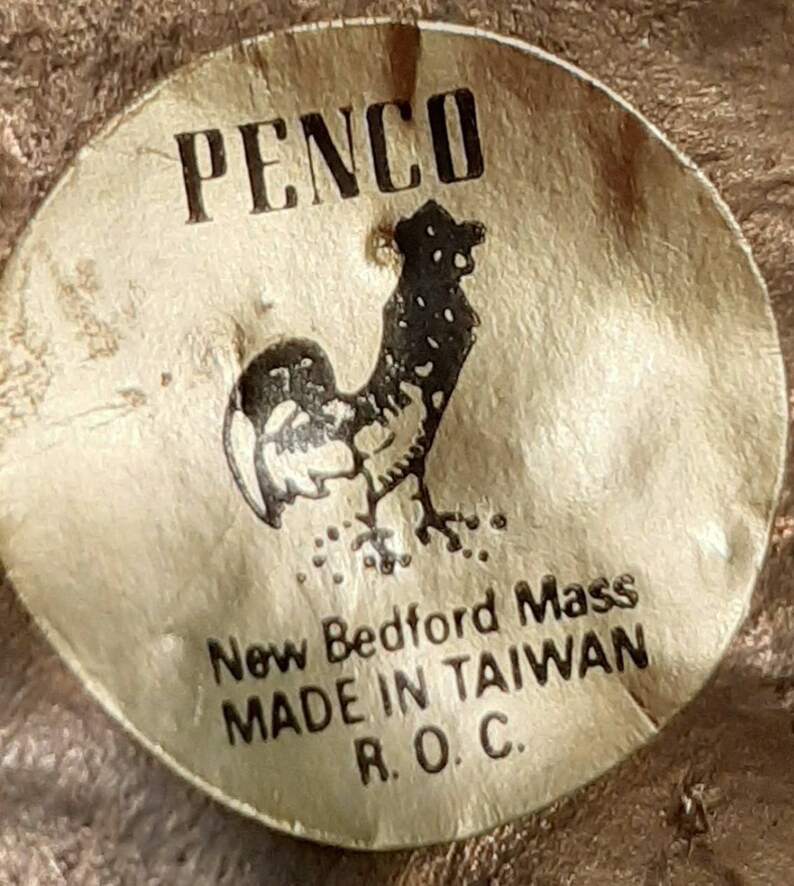 PENCO
New Bedford Mass
MADE IN TAIWAN
R. O. C.